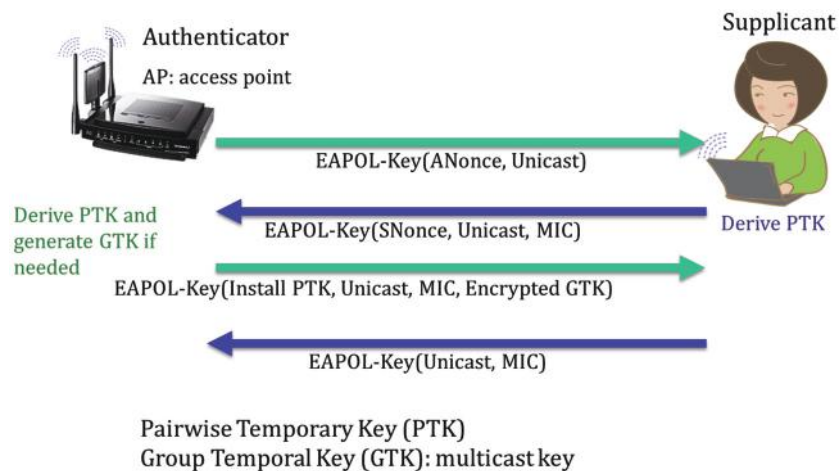 Authenticator
AP: access point
Supplicant
EAPOL-Key(ANonce, Unicast)
Derive PTK and
generate GTK if
needed
EAPOL-Key(SNonce, Unicast, MIC)
Derive PTK
EAPOL-Key(Install PTK, Unicast, MIC, Encrypted GTK)
EAPOL-Key(Unicast, MIC)
Pairwise Temporary Key (PTK)
Group Temporal Key (GTK): multicast key